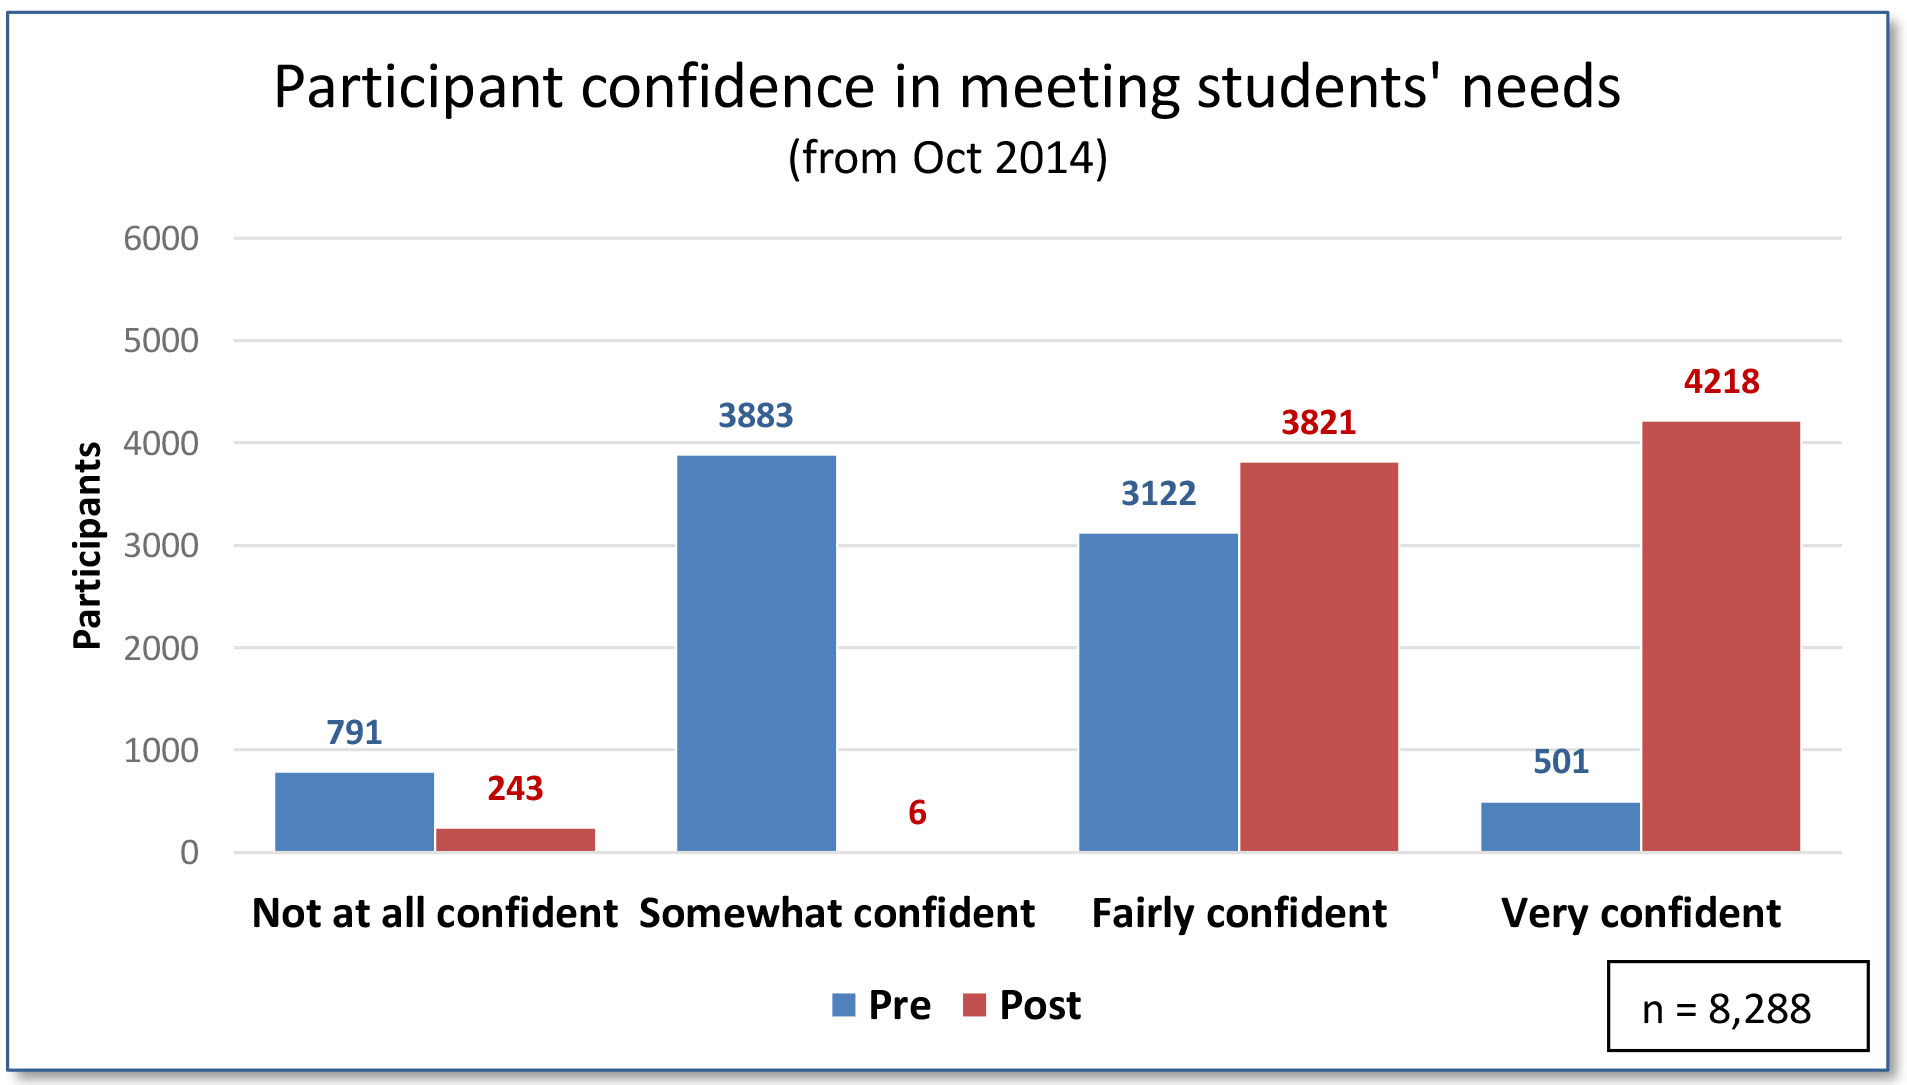 Participant confidence in meeting students' needs
(from Oct 2014)
6000
5000
4000
3000
2000
1000
0
Participants
791
243
3883
6
3122
3821
501
4218
Not at all confident
Somewhat confident
Fairly confident
Very confident
Pre
Post
n = 8,288